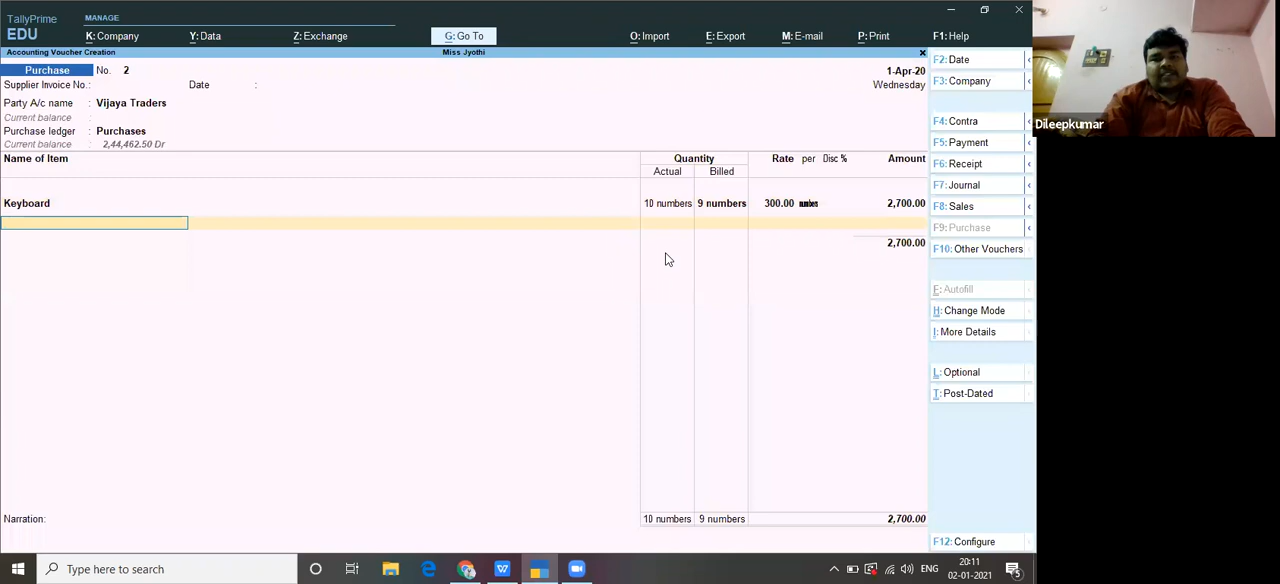 TallyPrime
EDU
MANAGE
K: Company
Y: Data
Z: Exchange
G: Go To
O: Import
E: Export
M: E-mail
P: Print
F1: Help
Accounting Voucher Creation
Miss Jyothi
Purchase No. 2
1-Apr-20
Supplier Invoice No.:
Date :
Wednesday
Party A/c name : Vijaya Traders
Current balance :
Purchase ledger : Purchases
Current balance : 2,44,462.50 Dr
Name of Item
Quantity
Rate per Disc % Amount
Actual Billed
Keyboard 10 numbers 9 numbers 300.00 2,700.00
2,700.00
Narration:
10 numbers 9 numbers 2,700.00
F2: Date
F3: Company
F4: Contra
F5: Payment
F6: Receipt
F7: Journal
F8: Sales
F9: Purchase
F10: Other Vouchers
E: Autofill
H: Change Mode
I: More Details
L: Optional
T: Post-Dated
F12: Configure
Dileepkumar
Type here to search
ENG
20:11
02-01-2021
5